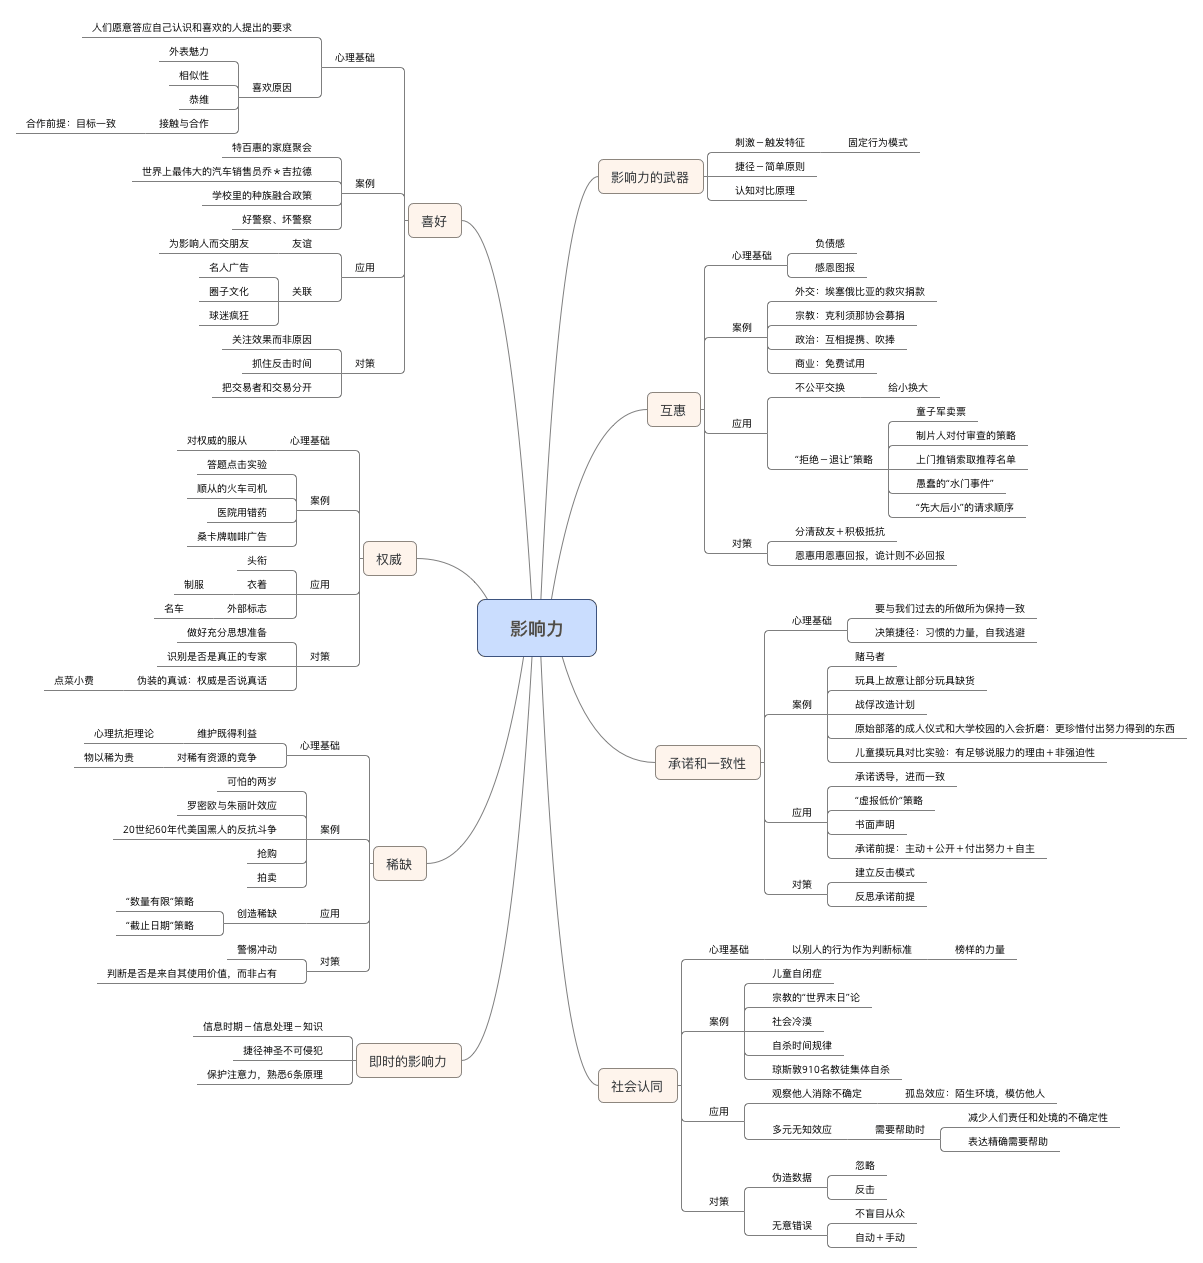 影响力
影响力的武器
刺激－触发特征
固定行为模式
捷径－简单原则
认知对比原理
互惠
心理基础
负债感
感恩图报
案例
外交：埃塞俄比亚的救灾捐款
宗教：克利须那协会募捐
政治：互相提携、吹捧
商业：免费试用
应用
不公平交换
给小换大
“拒绝－退让”策略
童子军卖票
制片人对付审查的策略
上门推销索取推荐名单
愚蠢的“水门事件”
“先大后小”的请求顺序
对策
分清敌友＋积极抵抗
恩惠用恩惠回报，诡计则不必回报
承诺和一致性
心理基础
要与我们过去的所做所为保持一致
决策捷径：习惯的力量，自我逃避
案例
赌马者
玩具上故意让部分玩具缺货
战俘改造计划
原始部落的成人仪式和大学校园的入会折磨：更珍惜付出努力得到的东西
儿童摸玩具对比实验：有足够说服力的理由＋非强迫性
应用
承诺诱导，进而一致
“虚报低价”策略
书面声明
承诺前提：主动＋公开＋付出努力＋自主
对策
建立反击模式
反思承诺前提
社会认同
心理基础
以别人的行为作为判断标准
榜样的力量
案例
儿童自闭症
宗教的“世界末日”论
社会冷漠
自杀时间规律
琼斯敦910名教徒集体自杀
应用
观察他人消除不确定
孤岛效应：陌生环境，模仿他人
多元无知效应
需要帮助时
减少人们责任和处境的不确定性
表达精确需要帮助
对策
伪造数据
忽略
反击
无意错误
不盲目从众
自动＋手动
喜好
心理基础
人们愿意答应自己认识和喜欢的人提出的要求
喜欢原因
外表魅力
相似性
恭维
接触与合作
合作前提：目标一致
案例
特百惠的家庭聚会
世界上最伟大的汽车销售员乔＊吉拉德
学校里的种族融合政策
好警察、坏警察
应用
友谊
为影响人而交朋友
关联
名人广告
圈子文化
球迷疯狂
对策
关注效果而非原因
抓住反击时间
把交易者和交易分开
权威
心理基础
对权威的服从
案例
答题点击实验
顺从的火车司机
医院用错药
桑卡牌咖啡广告
应用
头衔
衣着
制服
外部标志
名车
对策
做好充分思想准备
识别是否是真正的专家
伪装的真诚：权威是否说真话
点菜小费
稀缺
心理基础
维护既得利益
心理抗拒理论
对稀有资源的竞争
物以稀为贵
案例
可怕的两岁
罗密欧与朱丽叶效应
20世纪60年代美国黑人的反抗斗争
抢购
拍卖
应用
创造稀缺
“数量有限”策略
“截止日期”策略
对策
警惕冲动
判断是否是来自其使用价值，而非占有
即时的影响力
信息时期－信息处理－知识
捷径神圣不可侵犯
保护注意力，熟悉6条原理